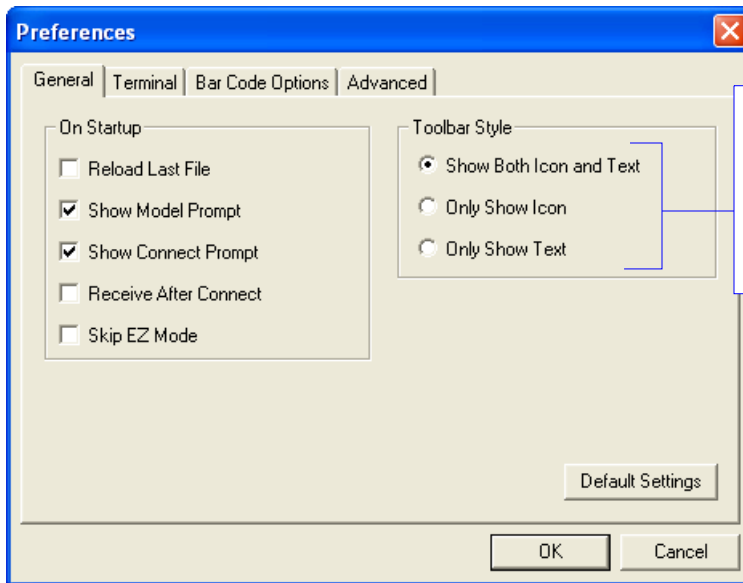 Preferences
General Terminal Bar Code Options Advanced
On Startup
Reload Last File
Show Model Prompt
Show Connect Prompt
Receive After Connect
Skip EZ Mode
Toolbar Style
Show Both Icon and Text
Only Show Icon
Only Show Text
Default Settings
OK Cancel